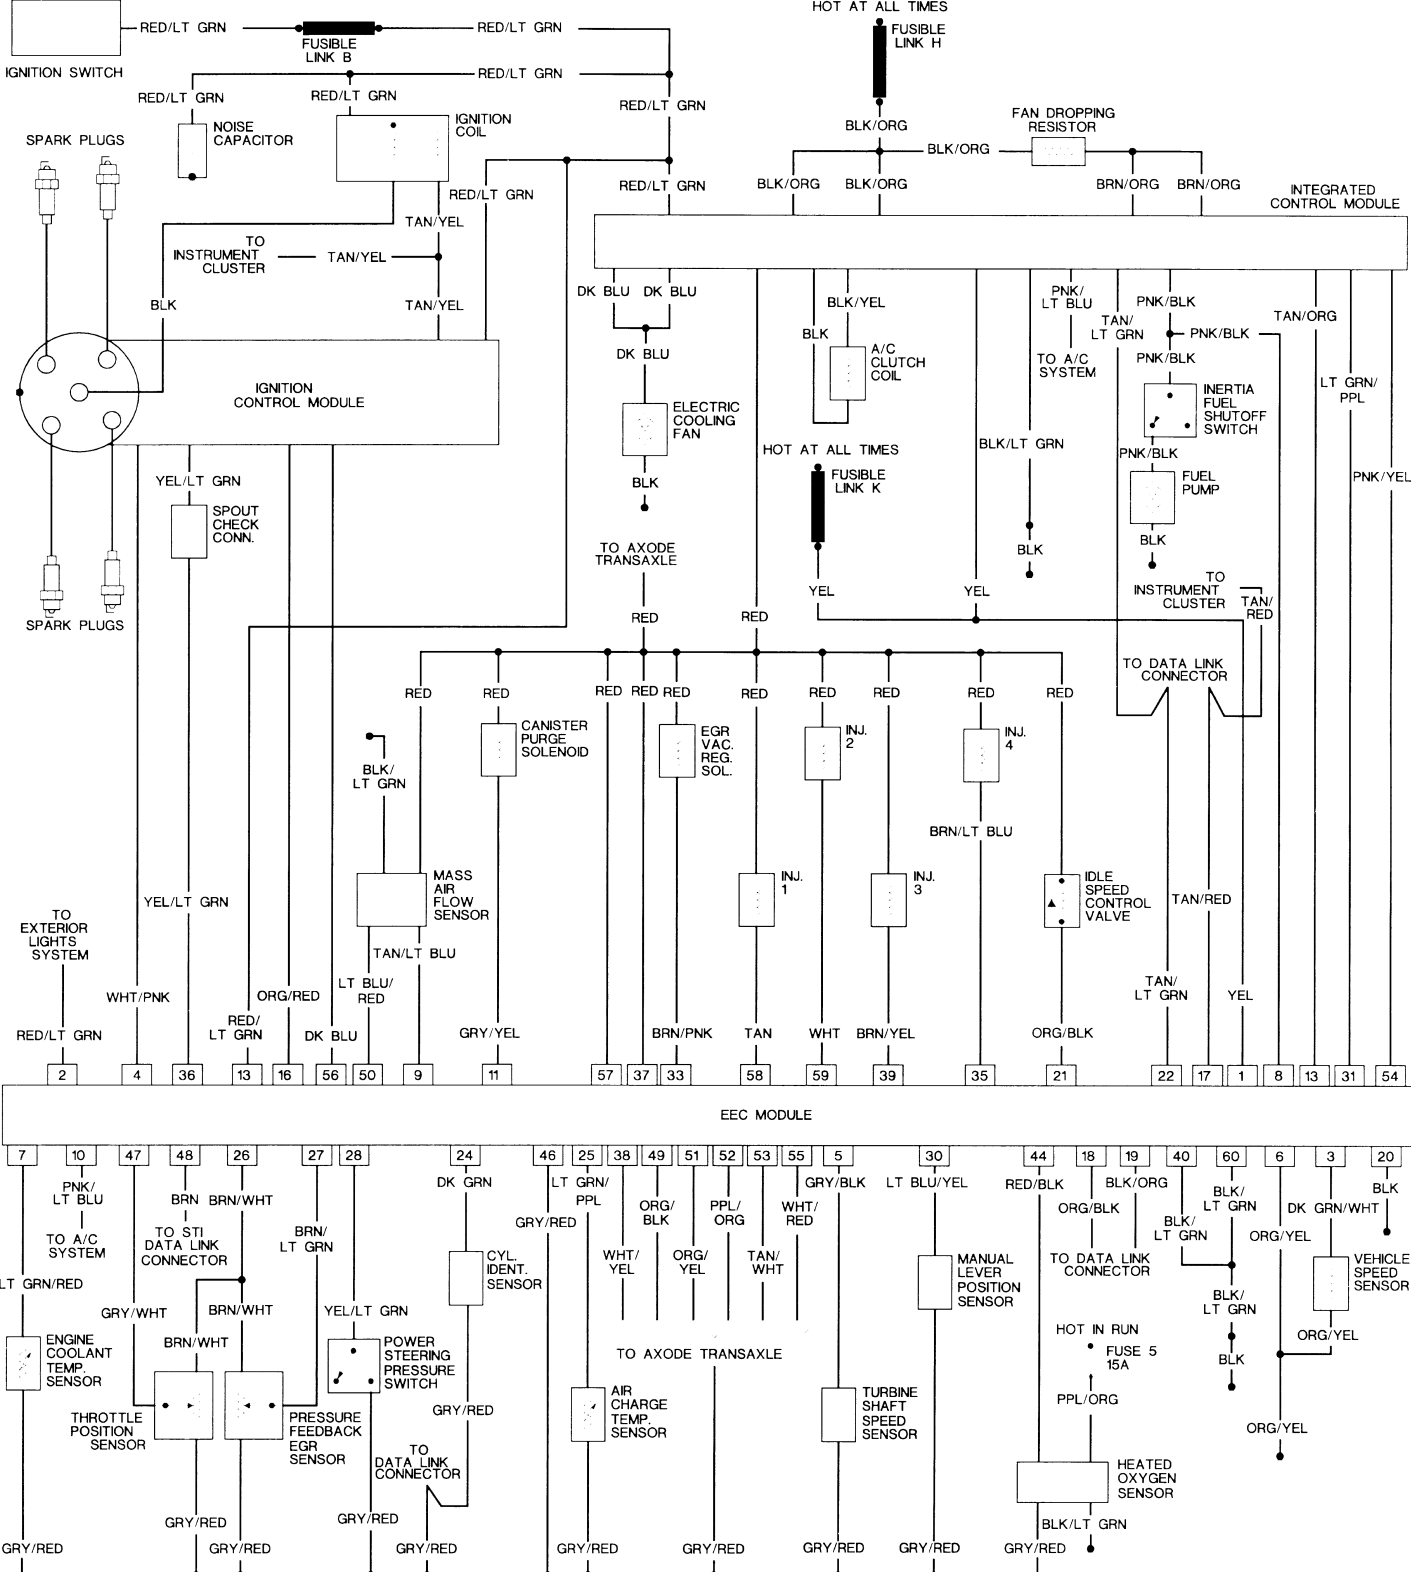 HOT AT ALL TIMES
RED/LT GRN
RED/LT GRN
FUSIBLE
LINK H
FUSIBLE
LINK B
IGNITION SWITCH
RED/LT GRN
RED/LT GRN
RED/LT GRN
RED/LT GRN
FAN DROPPING
RESISTOR
IGNITION
COIL
NOISE
CAPACITOR
BLK/ORG
SPARK PLUGS
BLK/ORG
RED/LT GRN
RED/LT GRN
BLK/ORG
BLK/ORG
BRN/ORG
BRN/ORG
INTEGRATED
CONTROL MODULE
TAN/YEL
TO
INSTRUMENT
CLUSTER
TAN/YEL
BLK
TAN/YEL
DK BLU
DK BLU
BLK/YEL
PNK/
LT BLU
PNK/BLK
TAN/ORG
BLK
TAN/
LT GRN
PNK/BLK
DK BLU
A/C
CLUTCH
COIL
TO A/C
SYSTEM
PNK/BLK
IGNITION
CONTROL MODULE
INERTIA
FUEL
SHUTOFF
SWITCH
LT GRN/
PPL
ELECTRIC
COOLING
FAN
HOT AT ALL TIMES
BLK/LT GRN
PNK/BLK
YEL/LT GRN
BLK
FUSIBLE
LINK K
FUEL
PUMP
PNK/YEL
SPOUT
CHECK
CONN.
TO AXODE
TRANSAXLE
BLK
BLK
YEL
YEL
TO
INSTRUMENT
CLUSTER
TAN/
RED
SPARK PLUGS
RED
RED
TO DATA LINK
CONNECTOR
RED
RED
RED
RED
RED
RED
RED
RED
RED
RED
CANISTER
PURGE
SOLENOID
EGR
VAC.
REG.
SOL.
INJ.
2
INJ.
4
BLK/
LT GRN
BRN/LT BLU
MASS
AIR
FLOW
SENSOR
INJ.
1
INJ.
3
IDLE
SPEED
CONTROL
VALVE
YEL/LT GRN
TAN/RED
TO
EXTERIOR
LIGHTS
SYSTEM
TAN/LT BLU
LT BLU/
RED
TAN/
LT GRN
YEL
WHT/PNK
ORG/RED
RED/LT GRN
RED/
LT GRN
DK BLU
GRY/YEL
BRN/PNK
TAN
WHT
BRN/YEL
ORG/BLK
2 4 36 13 16 56 50 9 11 57 37 33 58 59 39 35 21 22 17 1 8 13 31 54
EEC MODULE
7 10 47 48 26 27 28 24 46 25 38 49 51 52 53 55 5 30 44 18 19 40 60 6 3 20
PNK/
LT BLU
BRN
BRN/WHT
DK GRN
LT GRN/
PPL
GRY/BLK
LT BLU/YEL
RED/BLK
BLK/ORG
BLK/
LT GRN
BLK
ORG/BLK
DK GRN/WHT
ORG/
BLK
PPL/
ORG
WHT/
RED
GRY/RED
TO A/C
SYSTEM
TO STI
DATA LINK
CONNECTOR
BRN/
LT GRN
BLK/
LT GRN
ORG/YEL
WHT/
YEL
ORG/
YEL
TAN/
WHT
CYL.
IDENT.
SENSOR
MANUAL
LEVER
POSITION
SENSOR
TO DATA LINK
CONNECTOR
VEHICLE
SPEED
SENSOR
LT GRN/RED
GRY/WHT
BRN/WHT
YEL/LT GRN
BLK/
LT GRN
HOT IN RUN
ORG/YEL
ENGINE
COOLANT
TEMP.
SENSOR
BRN/WHT
POWER
STEERING
PRESSURE
SWITCH
TO AXODE TRANSAXLE
FUSE 5
15A
BLK
PPL/ORG
GRY/RED
AIR
CHARGE
TEMP.
SENSOR
TURBINE
SHAFT
SPEED
SENSOR
THROTTLE
POSITION
SENSOR
PRESSURE
FEEDBACK
EGR
SENSOR
ORG/YEL
TO
DATA LINK
CONNECTOR
HEATED
OXYGEN
SENSOR
GRY/RED
GRY/RED
BLK/LT GRN
GRY/RED
GRY/RED
GRY/RED
GRY/RED
GRY/RED
GRY/RED
GRY/RED
GRY/RED